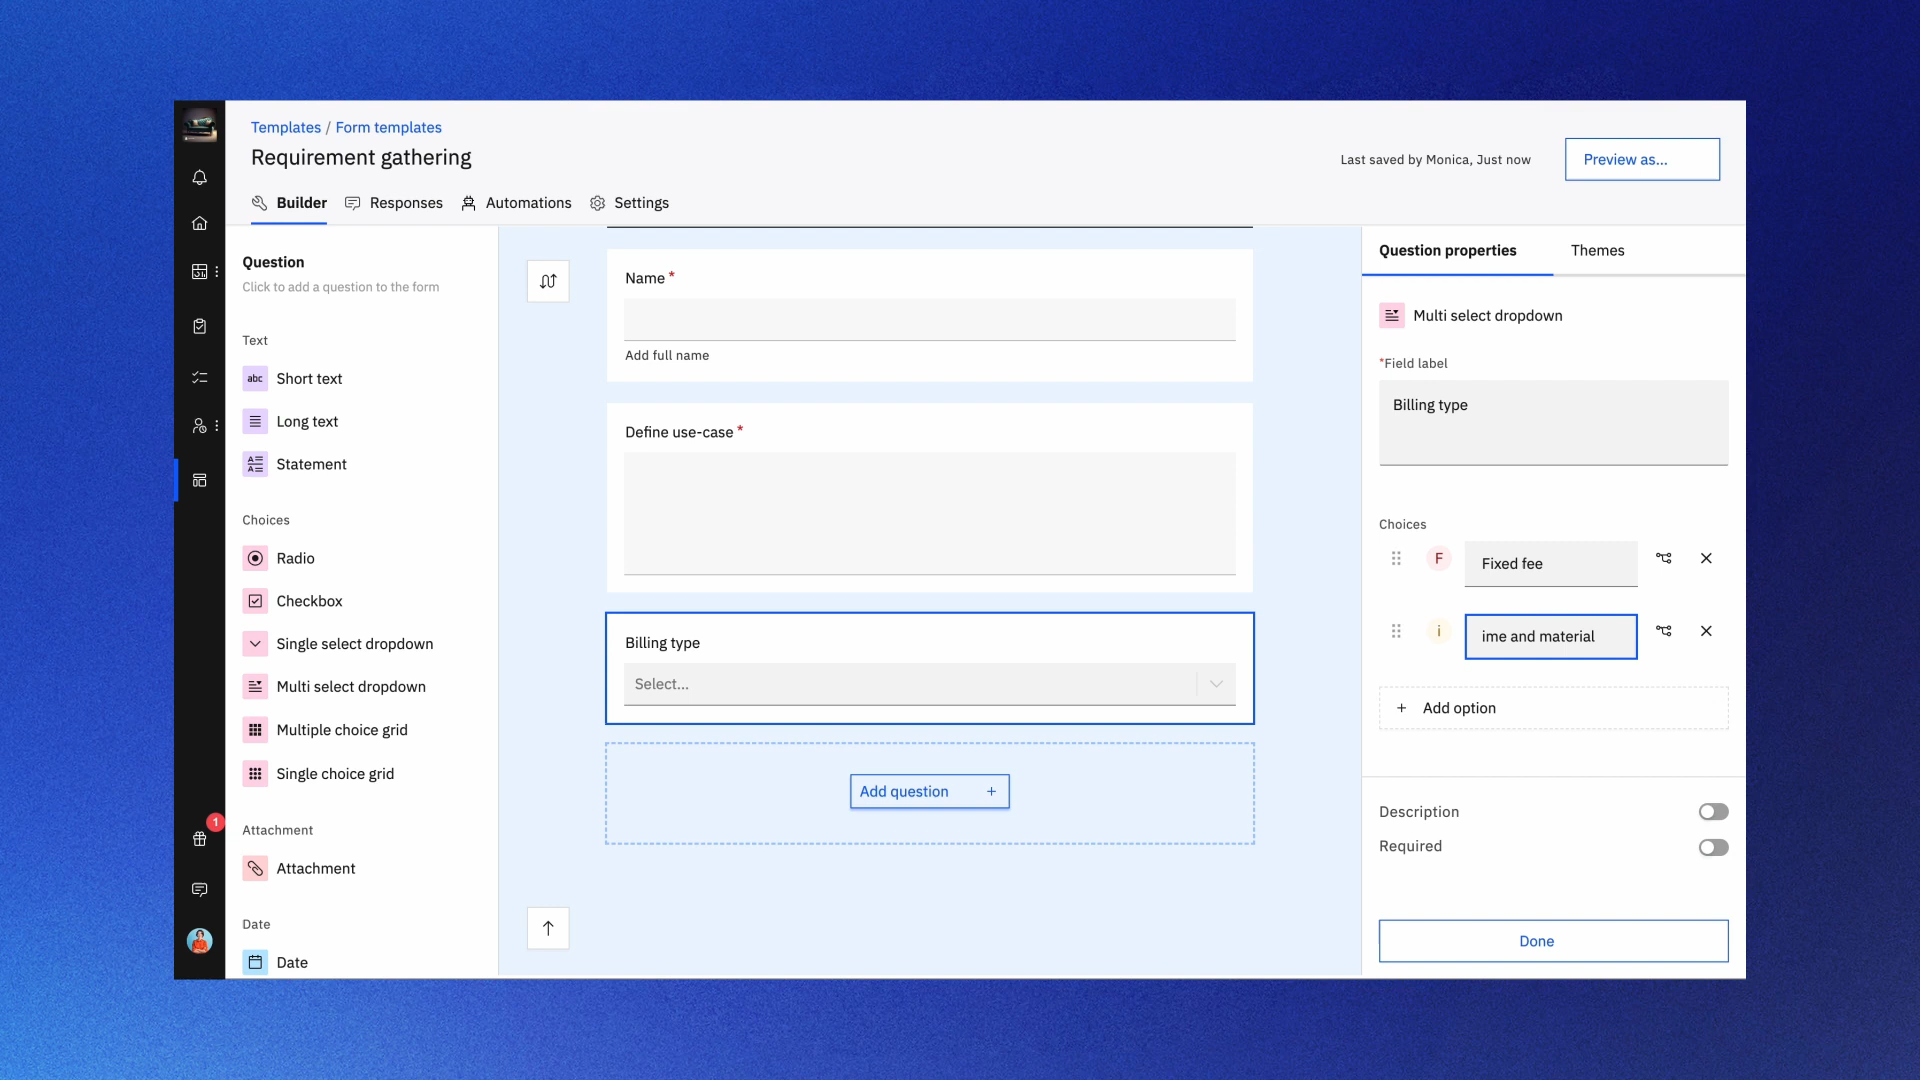 Templates / Form templates
Requirement gathering
Last saved by Monica, Just now
Preview as...
Builder
Responses
Automations
Settings
Question
Click to add a question to the form
Text
abc Short text
Long text
A A Statement
Choices
Radio
Checkbox
Single select dropdown
Multi select dropdown
Multiple choice grid
Single choice grid
1
Attachment
Attachment
Date
Date
Name *
Add full name
Define use-case *
Billing type
Select...
Add question +
Question properties
Themes
Multi select dropdown
*Field label
Billing type
Choices
F Fixed fee
i ime and material
+ Add option
Description
Required
Done